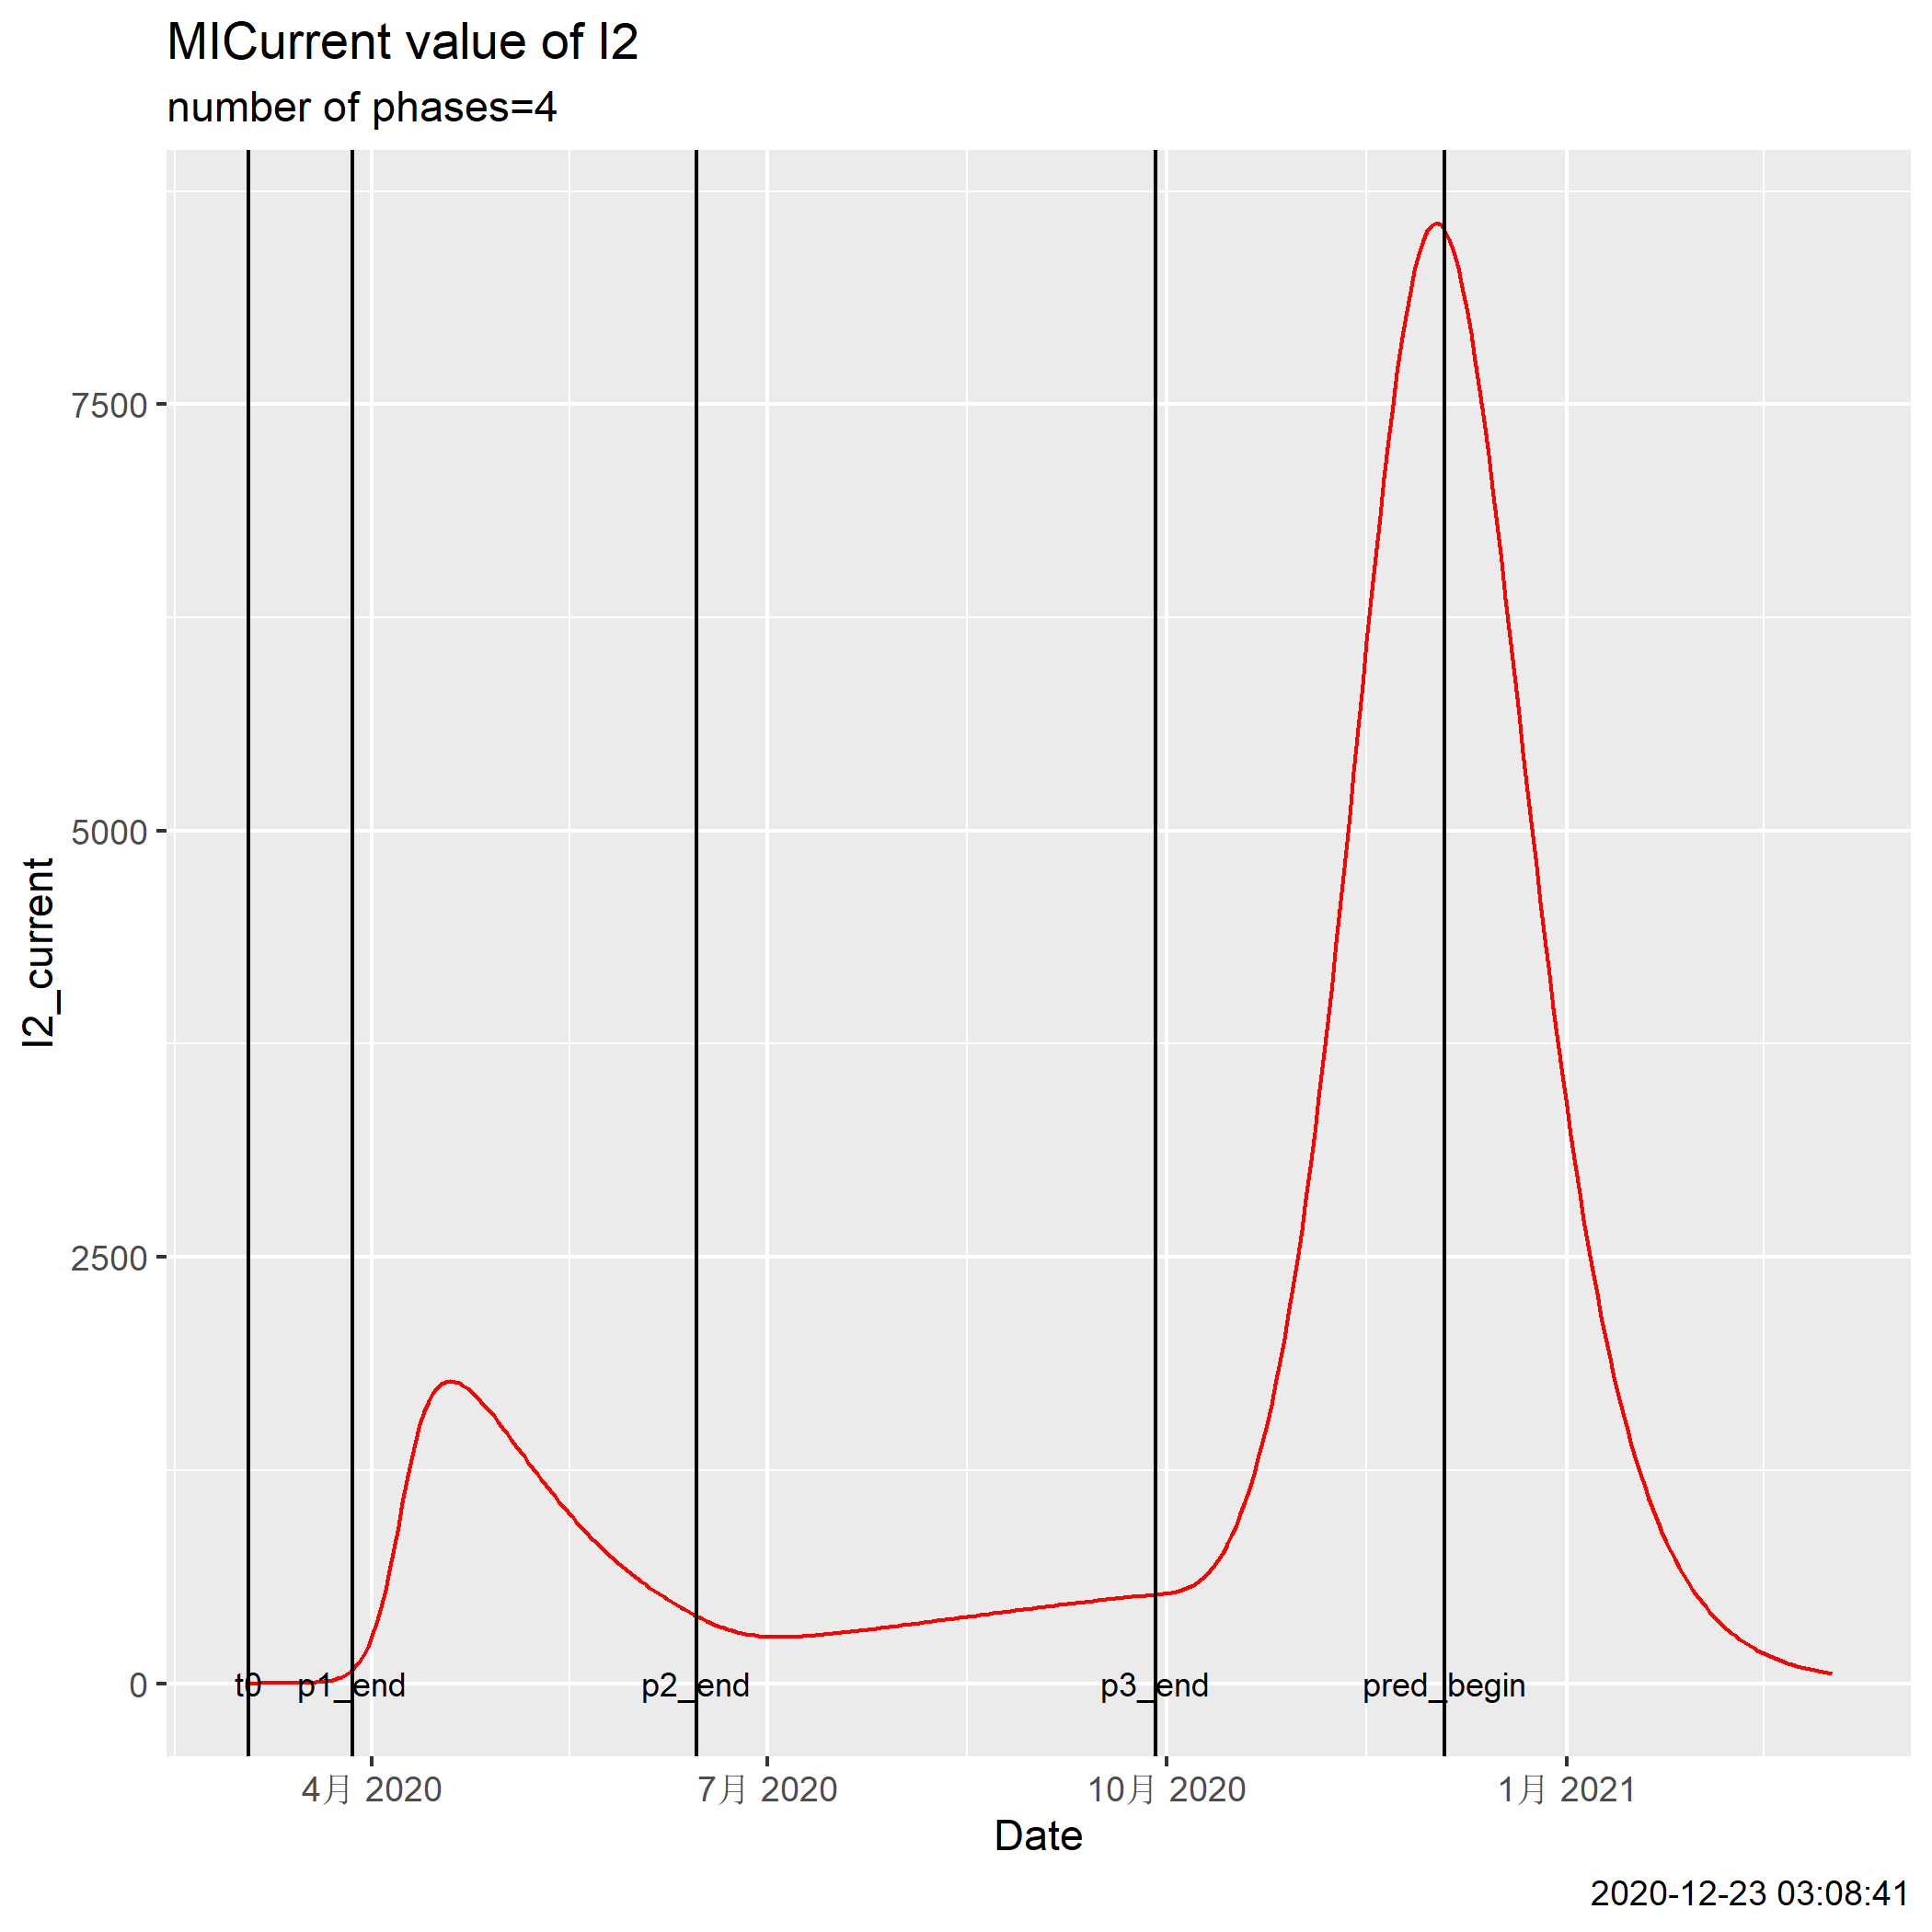 MICurrent value of I2
number of phases=4
7500
5000
2500
0
I2_current
t0
p1_end
p2_end
p3_end
pred_begin
4月 2020
7月 2020
10月 2020
1月 2021
Date
2020-12-23 03:08:41